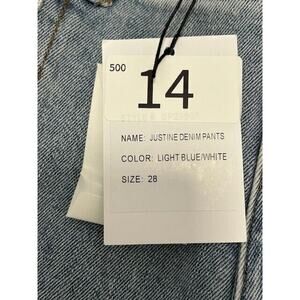 500
14
NAME: JUSTINE DENIM PANTS
COLOR: LIGHT BLUE/WHITE
SIZE: 28